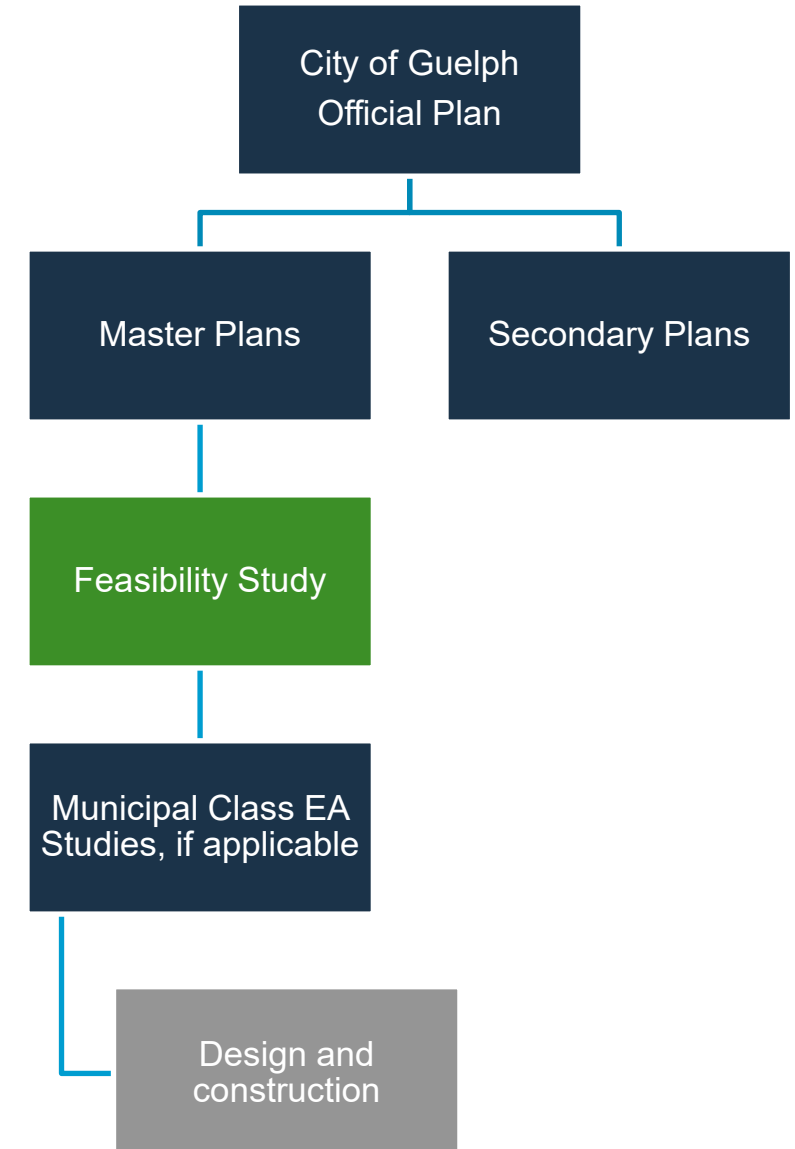 City of Guelph
Official Plan
Master Plans
Secondary Plans
Feasibility Study
Municipal Class EA
Studies, if applicable
Design and
construction